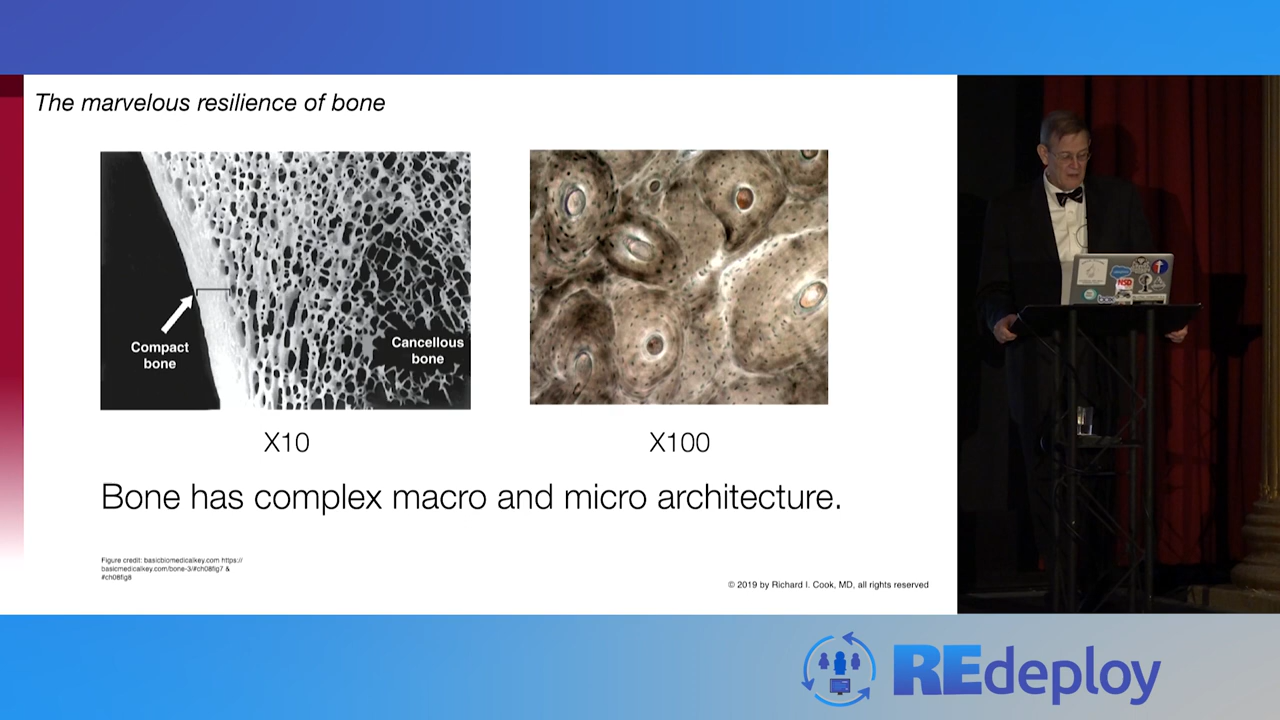 The marvelous resilience of bone
Compact
bone
Cancellous
bone
X10
X100
Bone has complex macro and micro architecture.
Figure credit: basicbiomedicalkey.com https://
basicmedicalkey.com/bone-3/#ch08fig7 &
#ch08fig8
© 2019 by Richard I. Cook, MD, all rights reserved
REdeploy